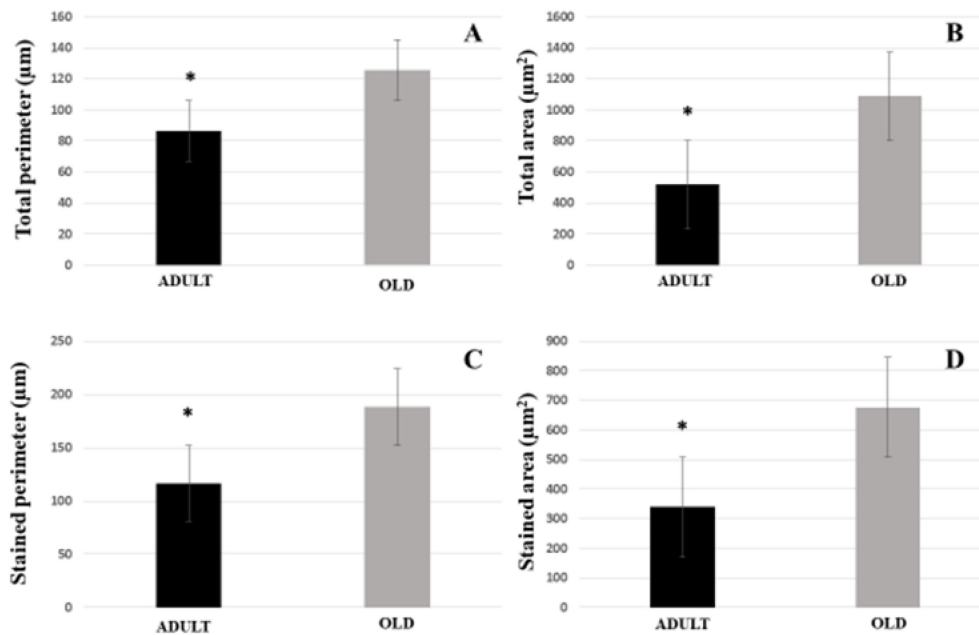 A
Total perimeter (µm)
160
140
120
100
80
60
40
20
0
*
ADULT
OLD
B
Total area (µm²)
1600
1400
1200
1000
800
600
400
200
0
*
ADULT
OLD
C
Stained perimeter (µm)
250
200
150
100
50
0
*
ADULT
OLD
D
Stained area (µm²)
900
800
700
600
500
400
300
200
100
0
*
ADULT
OLD